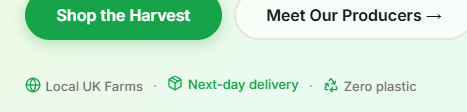 Shop the Harvest Meet Our Producers →
Local UK Farms · Next-day delivery · Zero plastic